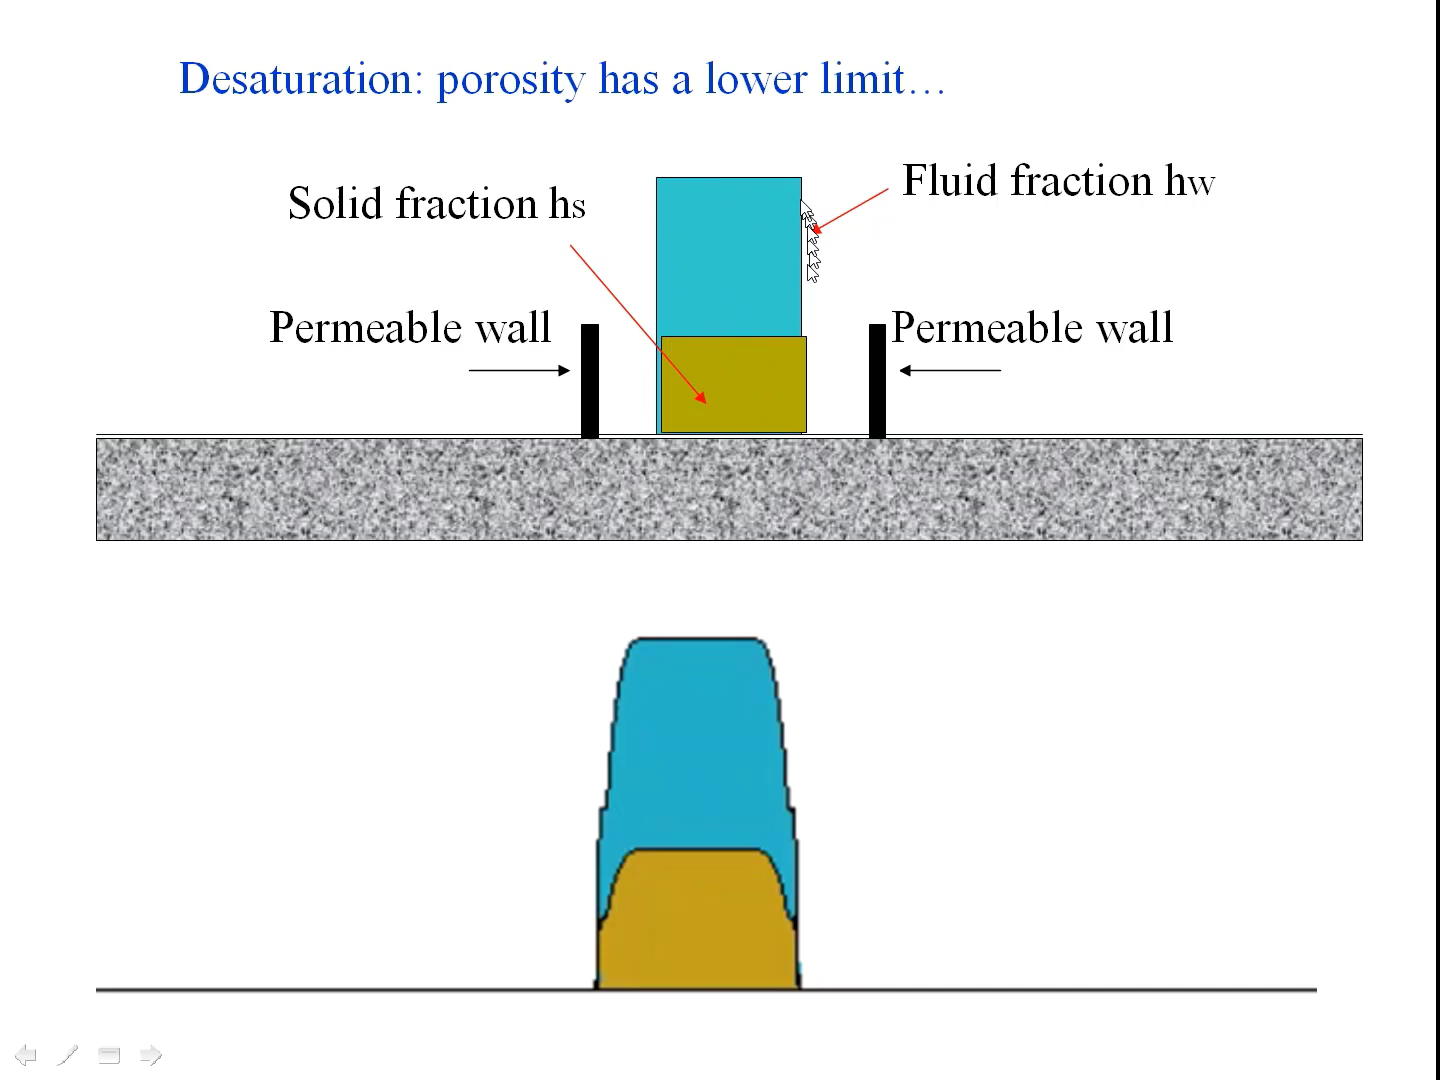 Desaturation: porosity has a lower limit…
Solid fraction hs
Fluid fraction hw
Permeable wall
Permeable wall